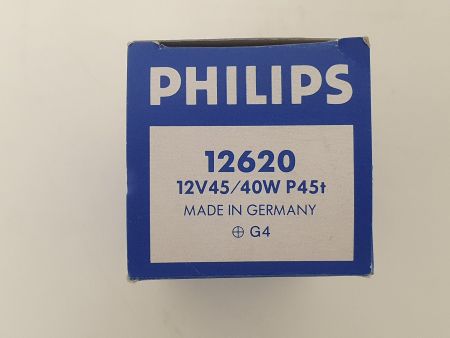 PHILIPS
12620
12V45/40W P45t
MADE IN GERMANY
⊕ G4